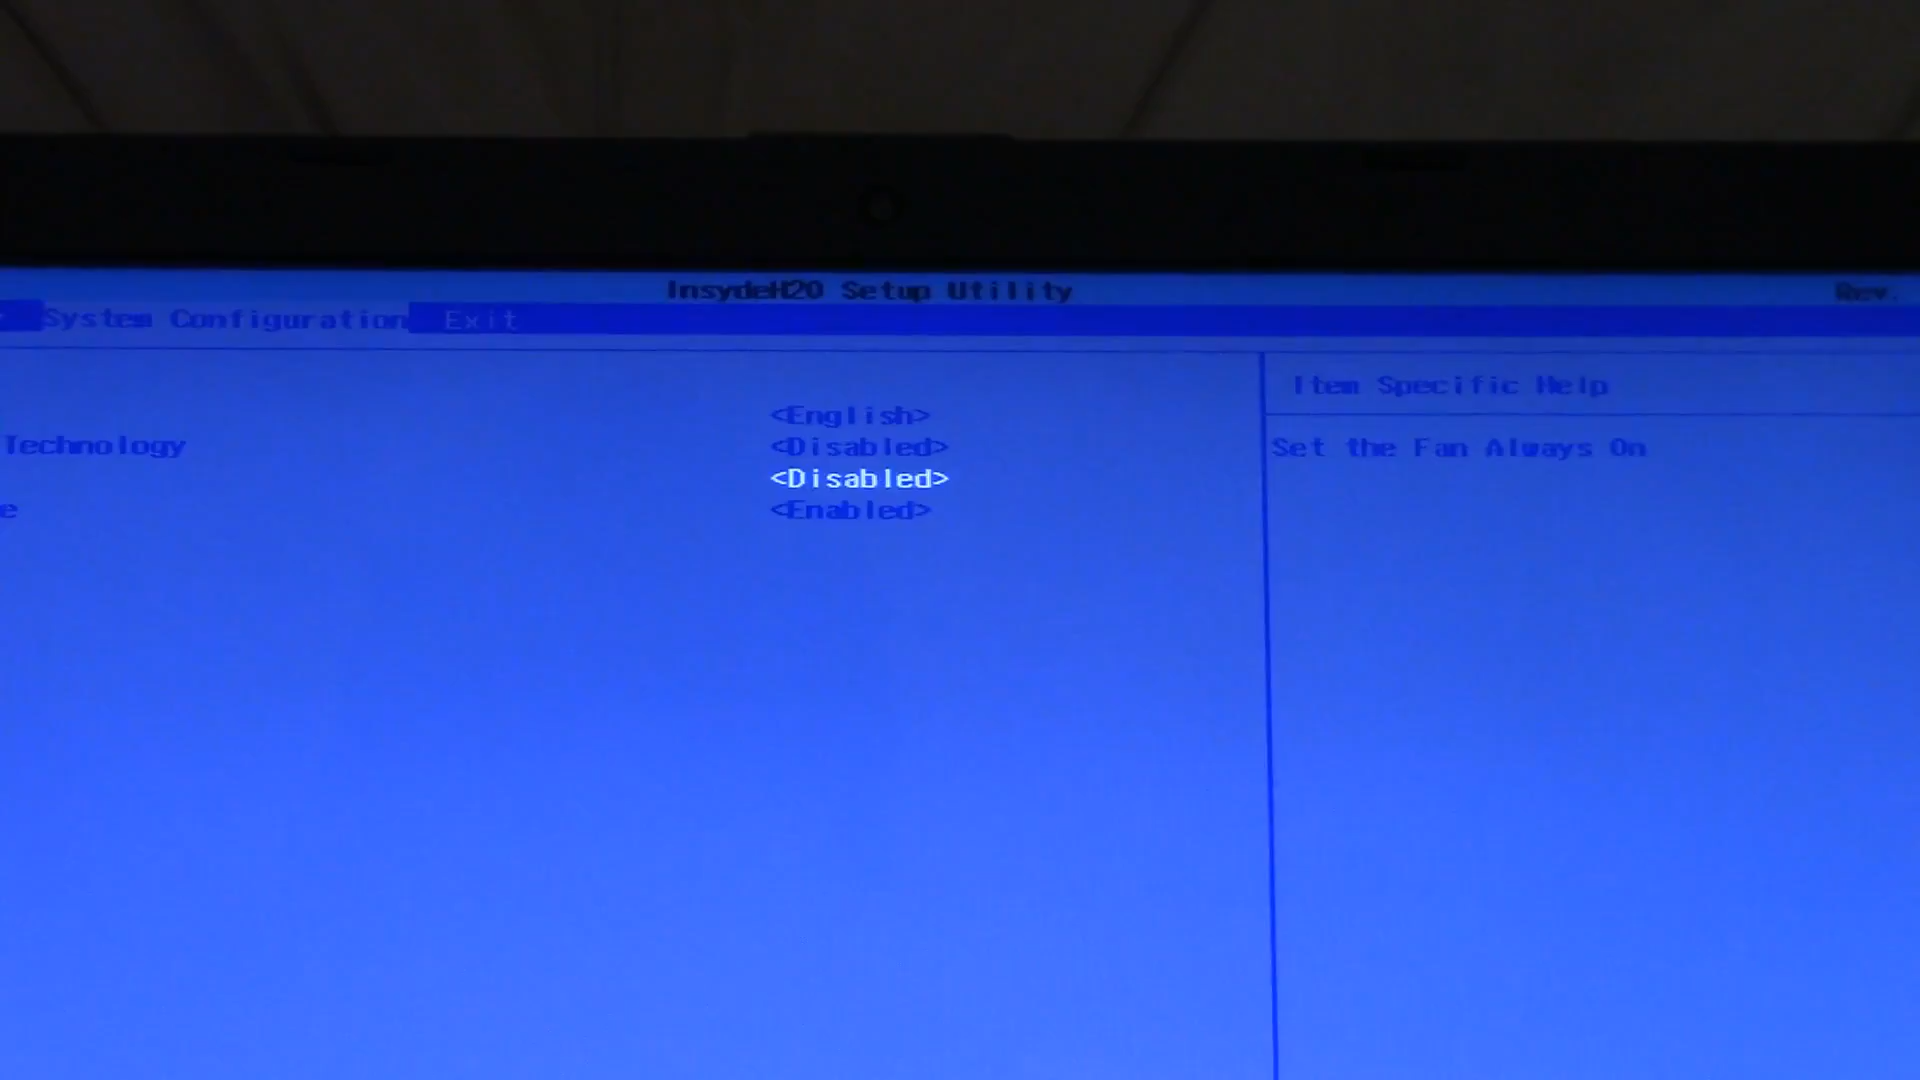 InsydeH20 Setup Utility
Rev.
System Configuration Exit
Item Specific Help
<English>
Technology <Disabled> Set the Fan Always On
<Disabled>
e <Enabled>